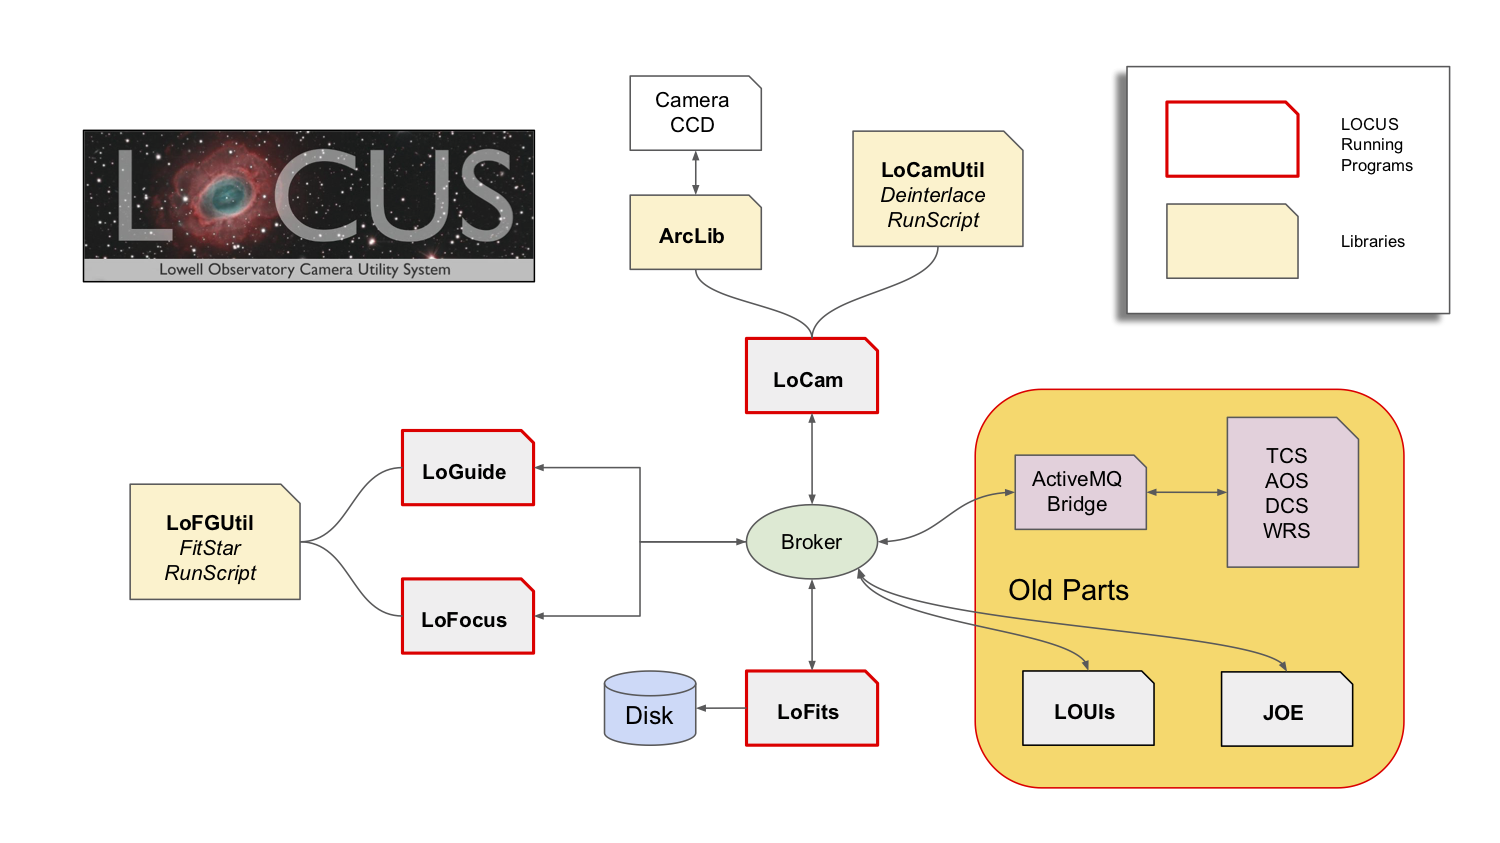 LOCUS
Lowell Observatory Camera Utility System
Camera
CCD
ArcLib
LoCamUtil
Deinterlace
RunScript
LOCUS
Running
Programs
Libraries
LoCam
LoGuide
LoFGUtil
FitStar
RunScript
LoFocus
Broker
ActiveMQ
Bridge
TCS
AOS
DCS
WRS
Old Parts
Disk
LoFits
LOUIs
JOE